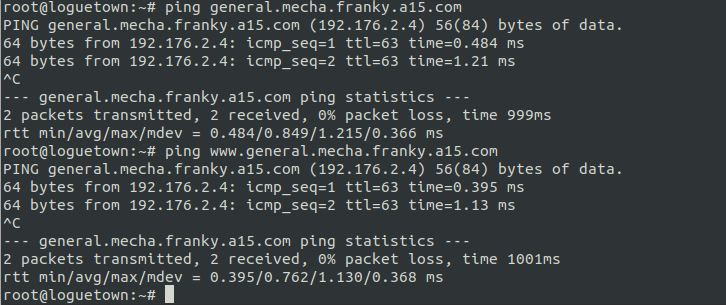 root@loguetown:~# ping general.mecha.franky.a15.com
PING general.mecha.franky.a15.com (192.176.2.4) 56(84) bytes of data.
64 bytes from 192.176.2.4: icmp_seq=1 ttl=63 time=0.484 ms
64 bytes from 192.176.2.4: icmp_seq=2 ttl=63 time=1.21 ms
^C
--- general.mecha.franky.a15.com ping statistics ---
2 packets transmitted, 2 received, 0% packet loss, time 999ms
rtt min/avg/max/mdev = 0.484/0.849/1.215/0.366 ms
root@loguetown:~# ping www.general.mecha.franky.a15.com
PING general.mecha.franky.a15.com (192.176.2.4) 56(84) bytes of data.
64 bytes from 192.176.2.4: icmp_seq=1 ttl=63 time=0.395 ms
64 bytes from 192.176.2.4: icmp_seq=2 ttl=63 time=1.13 ms
^C
--- general.mecha.franky.a15.com ping statistics ---
2 packets transmitted, 2 received, 0% packet loss, time 1001ms
rtt min/avg/max/mdev = 0.395/0.762/1.130/0.368 ms
root@loguetown:~#